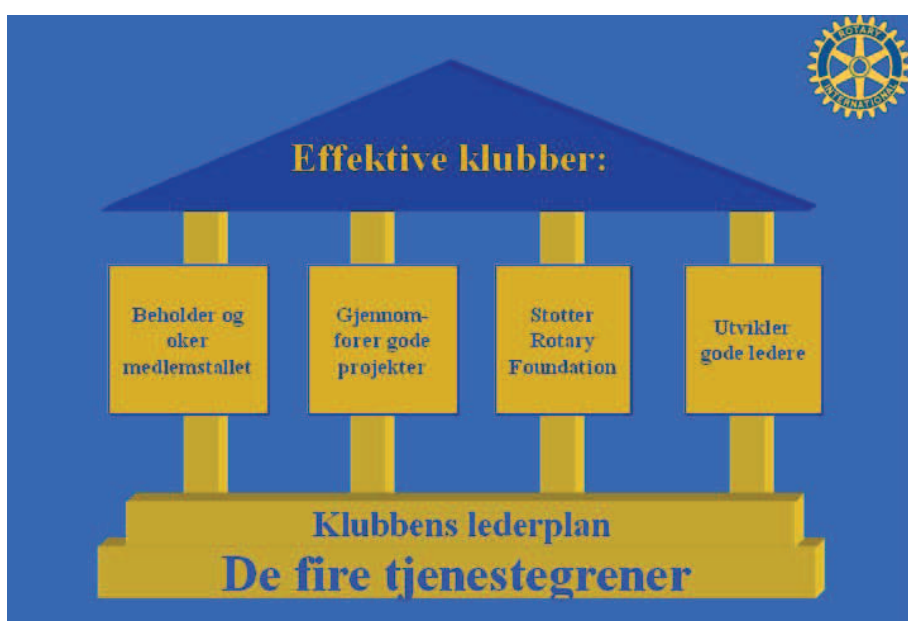 ROTARY
INTERNATIONAL
Effektive klubber:
Beholder og
oker
medlemstallet
Gjennom-
forer gode
projekter
Stotter
Rotary
Foundation
Utvikler
gode ledere
Klubbens lederplan
De fire tjenestegrener